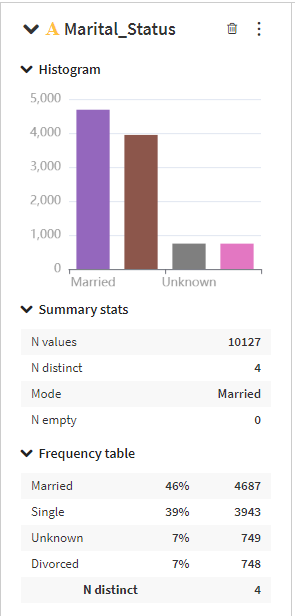 A Marital_Status
Histogram
5,000
4,000
3,000
2,000
1,000
0
Married Unknown
Summary stats
N values 10127
N distinct 4
Mode Married
N empty 0
Frequency table
Married 46% 4687
Single 39% 3943
Unknown 7% 749
Divorced 7% 748
N distinct 4